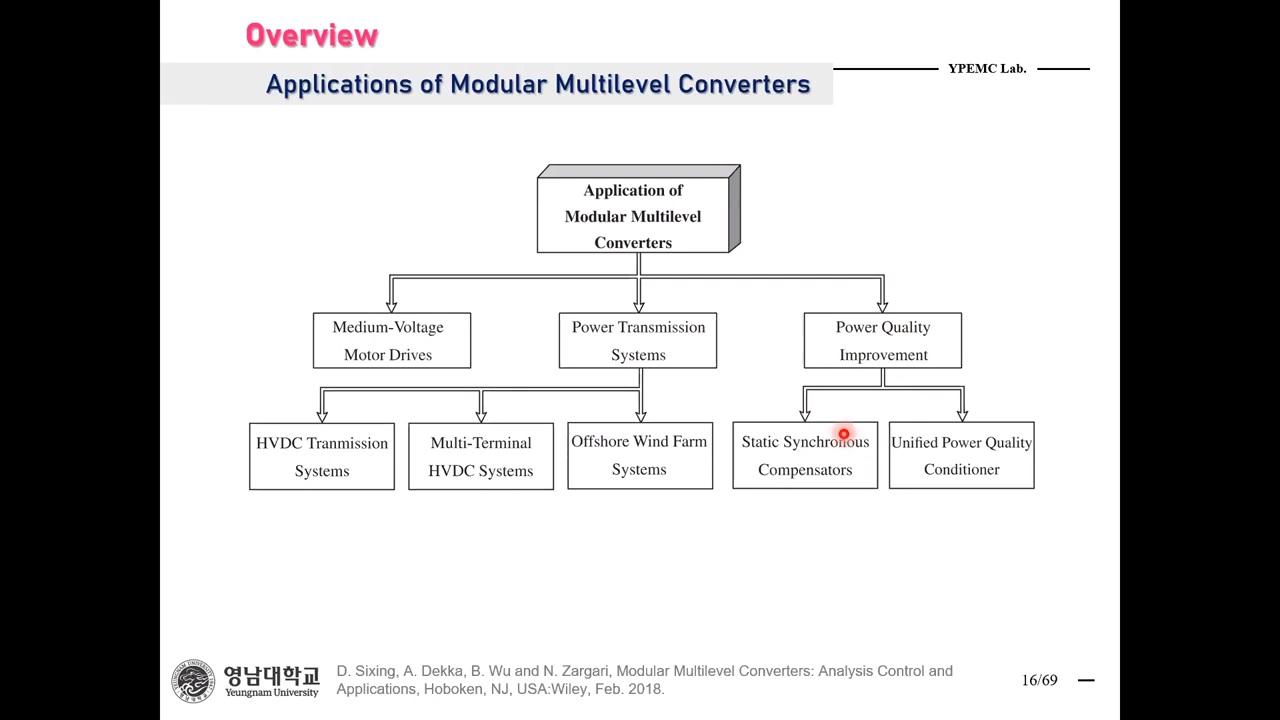 Overview
Applications of Modular Multilevel Converters
YPEMC Lab.
Application of
Modular Multilevel
Converters
Medium-Voltage
Motor Drives
Power Transmission
Systems
Power Quality
Improvement
HVDC Tranmission
Systems
Multi-Terminal
HVDC Systems
Offshore Wind Farm
Systems
Static Synchronous
Compensators
Unified Power Quality
Conditioner
영남대학교
Yeungnam University
D. Sixing, A. Dekka, B. Wu and N. Zargari, Modular Multilevel Converters: Analysis Control and
Applications, Hoboken, NJ, USA:Wiley, Feb. 2018.
16/69